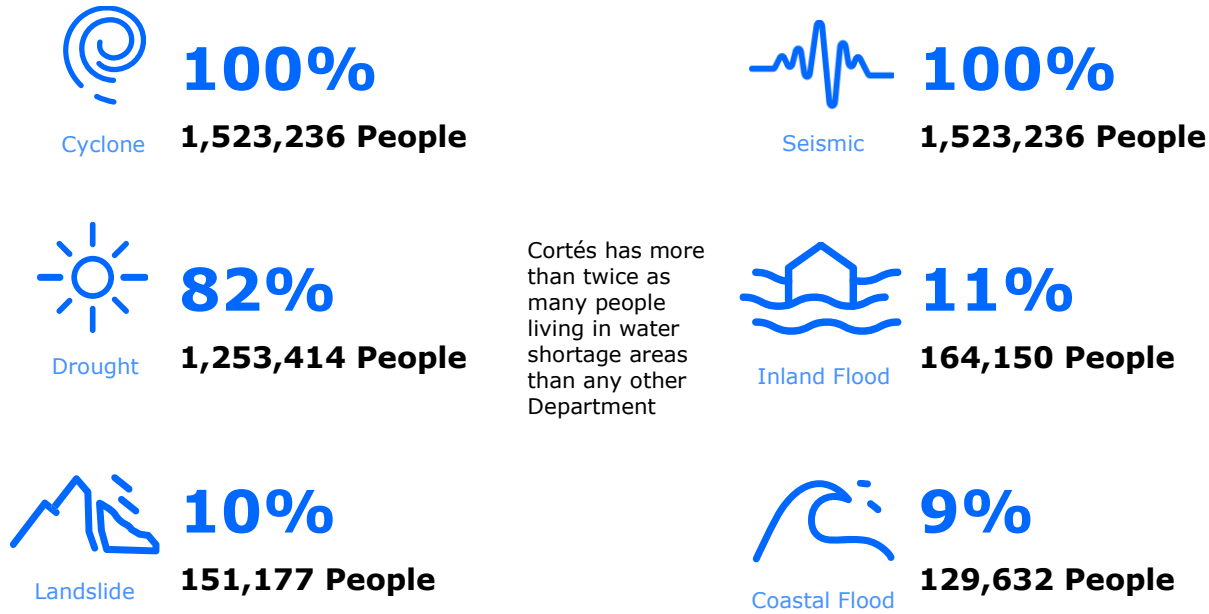 100%
Cyclone
1,523,236 People
100%
Seismic
1,523,236 People
82%
Drought
1,253,414 People
Cortés has more
than twice as
many people
living in water
shortage areas
than any other
Department
11%
Inland Flood
164,150 People
10%
Landslide
151,177 People
9%
Coastal Flood
129,632 People